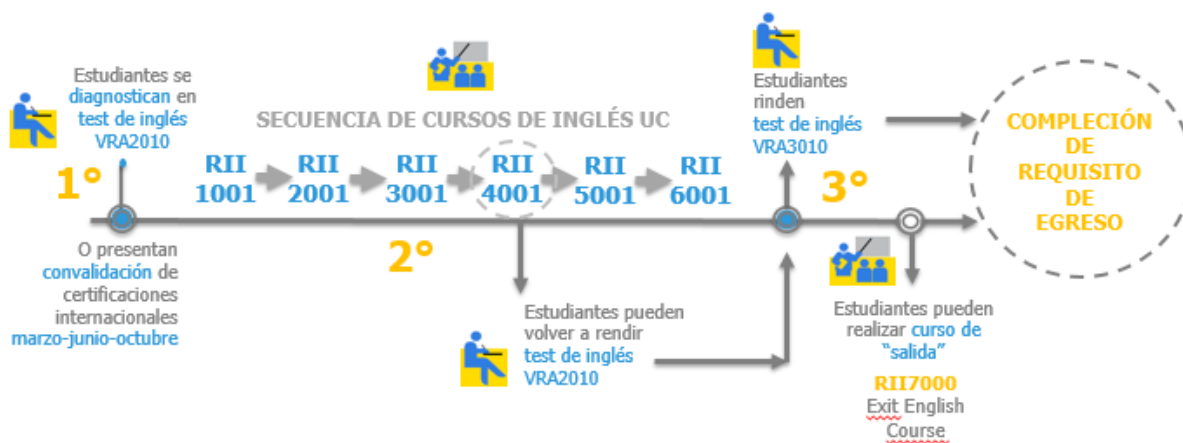 Estudiantes se
diagnostican en
test de inglés
VRA2010
1°
O presentan
convalidación de
certificaciones
internacionales
marzo-junio-octubre
SECUENCIA DE CURSOS DE INGLÉS UC
RII
1001
RII
2001
RII
3001
RII
4001
RII
5001
RII
6001
2°
Estudiantes pueden
volver a rendir
test de inglés
VRA2010
Estudiantes
rinden
test de inglés
VRA3010
3°
Estudiantes pueden
realizar curso de
"salida"
RII7000
Exit English
Course
COMPLECIÓN
DE
REQUISITO
DE
EGRESO